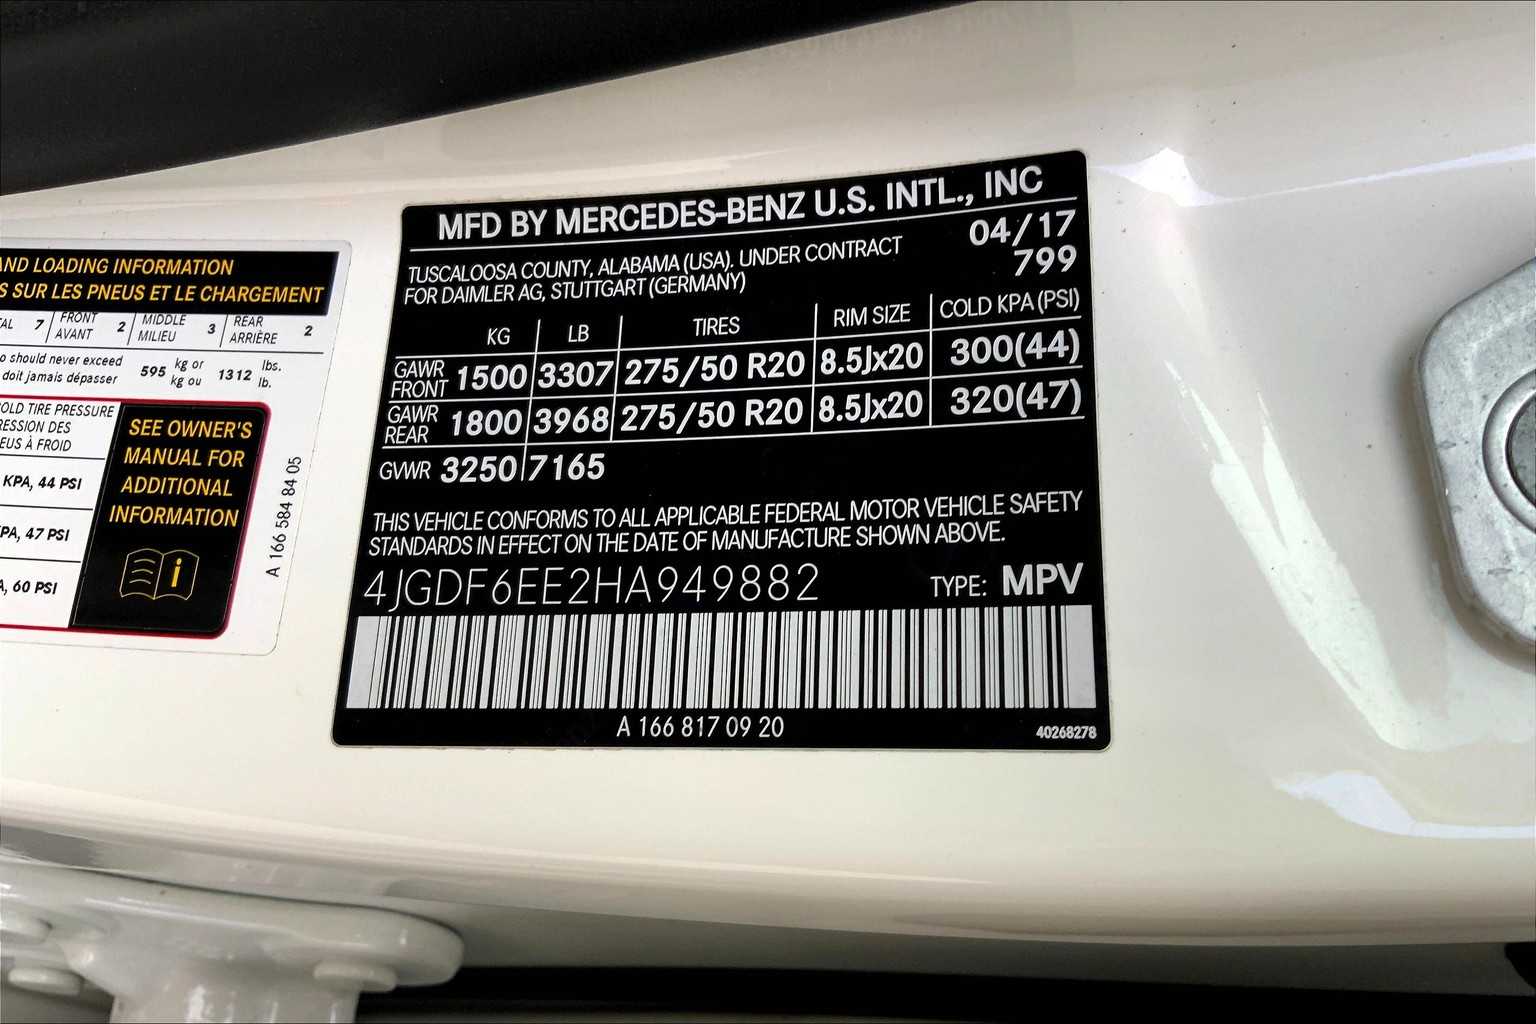 AND LOADING INFORMATION
S SUR LES PNEUS ET LE CHARGEMENT
7 FRONT AVANT 2 MIDDLE MILIEU 3 REAR ARRIÈRE 2
should never exceed 595 kg or 1312 lbs.
doit jamais dépasser kg ou lb.
COLD TIRE PRESSURE
PRESSION DES
PNEUS À FROID
KPA, 44 PSI
KPA, 47 PSI
60 PSI
SEE OWNER'S
MANUAL FOR
ADDITIONAL
INFORMATION
i
A 166 584 84 05
MFD BY MERCEDES-BENZ U.S. INTL., INC
TUSCALOOSA COUNTY, ALABAMA (USA). UNDER CONTRACT
FOR DAIMLER AG, STUTTGART (GERMANY)
04/17
799
KG LB TIRES RIM SIZE COLD KPA (PSI)
GAWR FRONT 1500 3307 275/50 R20 8.5Jx20 300(44)
GAWR REAR 1800 3968 275/50 R20 8.5Jx20 320(47)
GVWR 3250 7165
THIS VEHICLE CONFORMS TO ALL APPLICABLE FEDERAL MOTOR VEHICLE SAFETY
STANDARDS IN EFFECT ON THE DATE OF MANUFACTURE SHOWN ABOVE.
4JGDF6EE2HA949882 TYPE: MPV
A 166 817 09 20
40268278